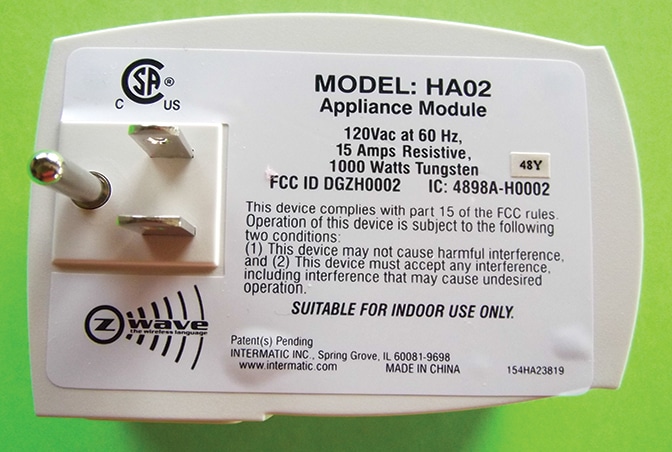 CSA®
C US
MODEL: HA02
Appliance Module
120Vac at 60 Hz,
15 Amps Resistive,
1000 Watts Tungsten
48Y
FCC ID DGZH0002 IC: 4898A-H0002
This device complies with part 15 of the FCC rules.
Operation of this device is subject to the following
two conditions:
(1) This device may not cause harmful interference,
and (2) This device must accept any interference,
including interference that may cause undesired
operation.
SUITABLE FOR INDOOR USE ONLY.
z wave
the wireless language
Patent(s) Pending
INTERMATIC INC., Spring Grove, IL 60081-9698
www.intermatic.com MADE IN CHINA 154HA23819